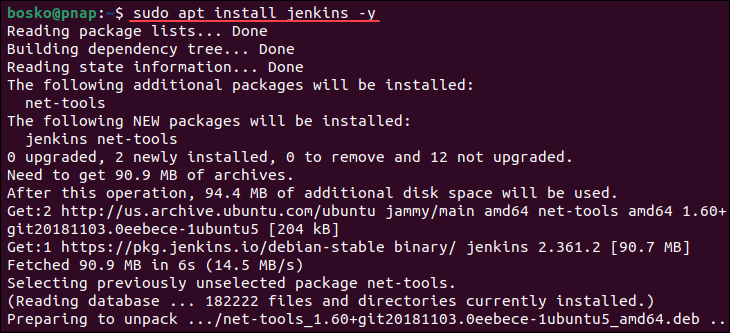 bosko@pnap:~$ sudo apt install jenkins -y
Reading package lists... Done
Building dependency tree... Done
Reading state information... Done
The following additional packages will be installed:
  net-tools
The following NEW packages will be installed:
  jenkins net-tools
0 upgraded, 2 newly installed, 0 to remove and 12 not upgraded.
Need to get 90.9 MB of archives.
After this operation, 94.4 MB of additional disk space will be used.
Get:2 http://us.archive.ubuntu.com/ubuntu jammy/main amd64 net-tools amd64 1.60+
git20181103.0eebece-1ubuntu5 [204 kB]
Get:1 https://pkg.jenkins.io/debian-stable binary/ jenkins 2.361.2 [90.7 MB]
Fetched 90.9 MB in 6s (14.5 MB/s)
Selecting previously unselected package net-tools.
(Reading database ... 182222 files and directories currently installed.)
Preparing to unpack .../net-tools_1.60+git20181103.0eebece-1ubuntu5_amd64.deb ..